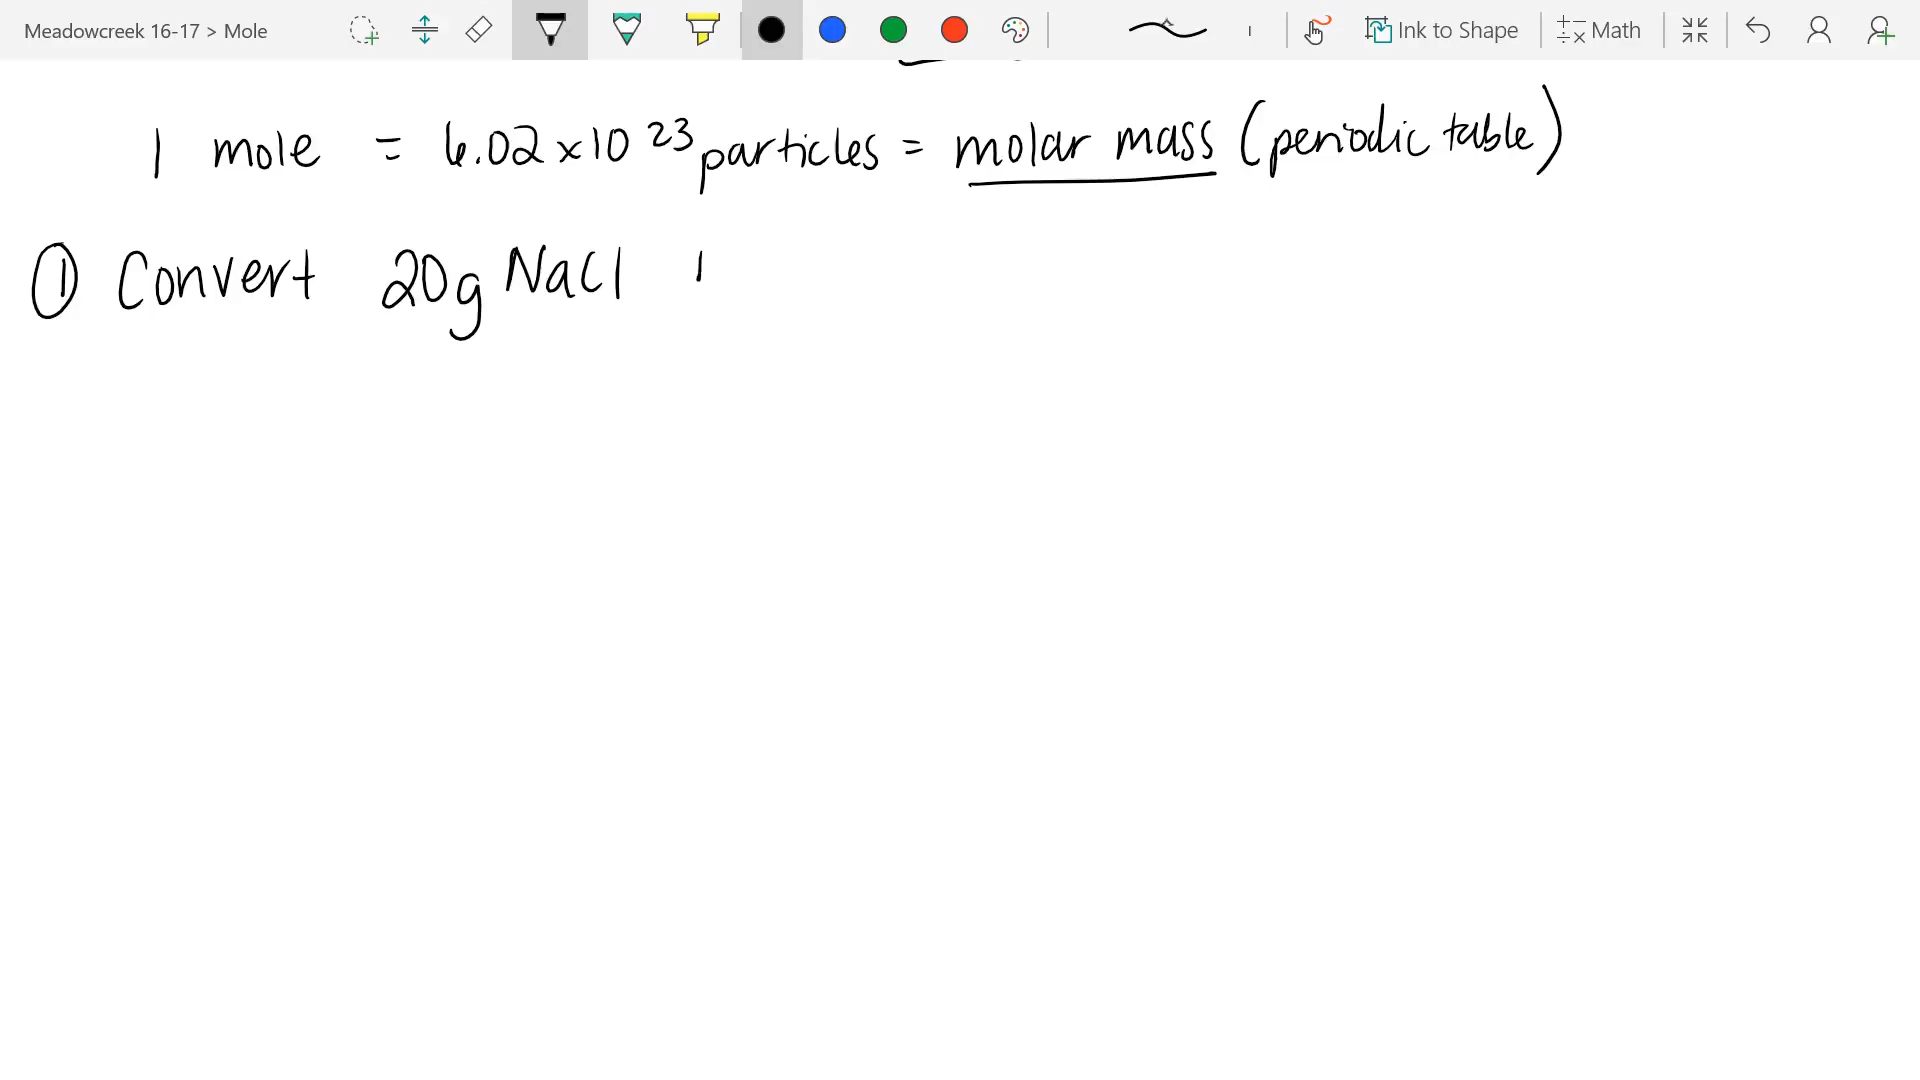 Meadowcreek 16-17 > Mole Ink to Shape Math
1 mole = 6.02 x 10 23 particles = molar mass (periodic table)
① Convert 20g NaCl